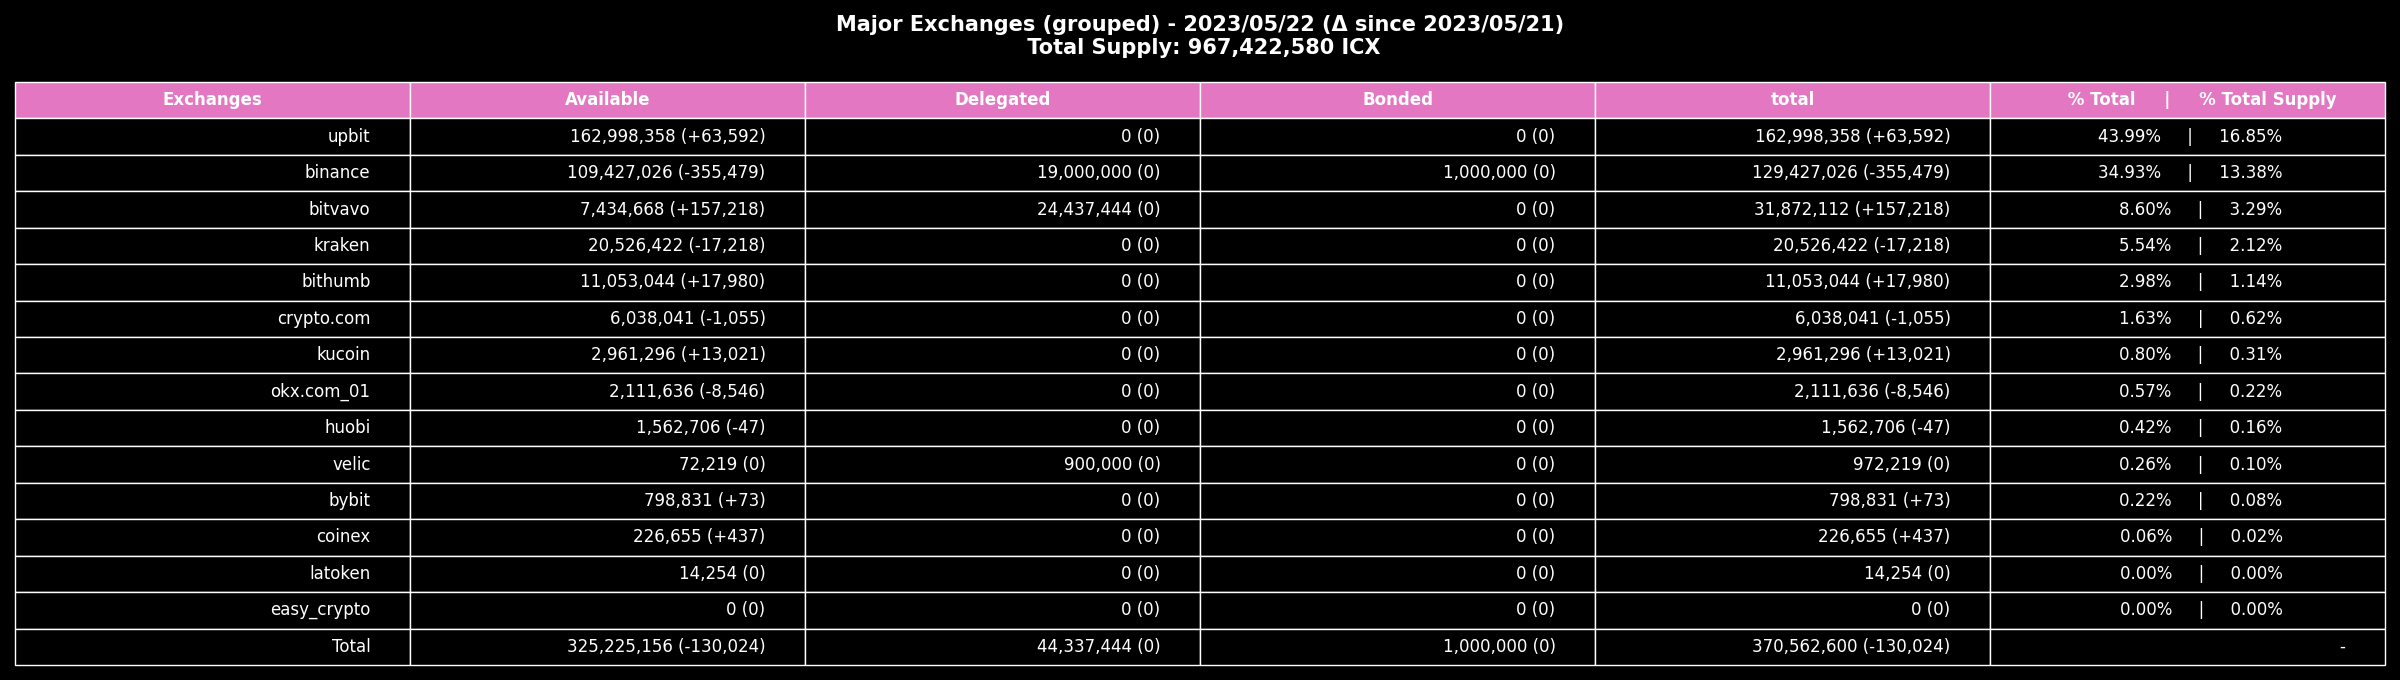 Major Exchanges (grouped) - 2023/05/22 (Δ since 2023/05/21)
Total Supply: 967,422,580 ICX
Exchanges Available Delegated Bonded total % Total | % Total Supply
upbit 162,998,358 (+63,592) 0 (0) 0 (0) 162,998,358 (+63,592) 43.99% | 16.85%
binance 109,427,026 (-355,479) 19,000,000 (0) 1,000,000 (0) 129,427,026 (-355,479) 34.93% | 13.38%
bitvavo 7,434,668 (+157,218) 24,437,444 (0) 0 (0) 31,872,112 (+157,218) 8.60% | 3.29%
kraken 20,526,422 (-17,218) 0 (0) 0 (0) 20,526,422 (-17,218) 5.54% | 2.12%
bithumb 11,053,044 (+17,980) 0 (0) 0 (0) 11,053,044 (+17,980) 2.98% | 1.14%
crypto.com 6,038,041 (-1,055) 0 (0) 0 (0) 6,038,041 (-1,055) 1.63% | 0.62%
kucoin 2,961,296 (+13,021) 0 (0) 0 (0) 2,961,296 (+13,021) 0.80% | 0.31%
okx.com_01 2,111,636 (-8,546) 0 (0) 0 (0) 2,111,636 (-8,546) 0.57% | 0.22%
huobi 1,562,706 (-47) 0 (0) 0 (0) 1,562,706 (-47) 0.42% | 0.16%
velic 72,219 (0) 900,000 (0) 0 (0) 972,219 (0) 0.26% | 0.10%
bybit 798,831 (+73) 0 (0) 0 (0) 798,831 (+73) 0.22% | 0.08%
coinex 226,655 (+437) 0 (0) 0 (0) 226,655 (+437) 0.06% | 0.02%
latoken 14,254 (0) 0 (0) 0 (0) 14,254 (0) 0.00% | 0.00%
easy_crypto 0 (0) 0 (0) 0 (0) 0 (0) 0.00% | 0.00%
Total 325,225,156 (-130,024) 44,337,444 (0) 1,000,000 (0) 370,562,600 (-130,024) -